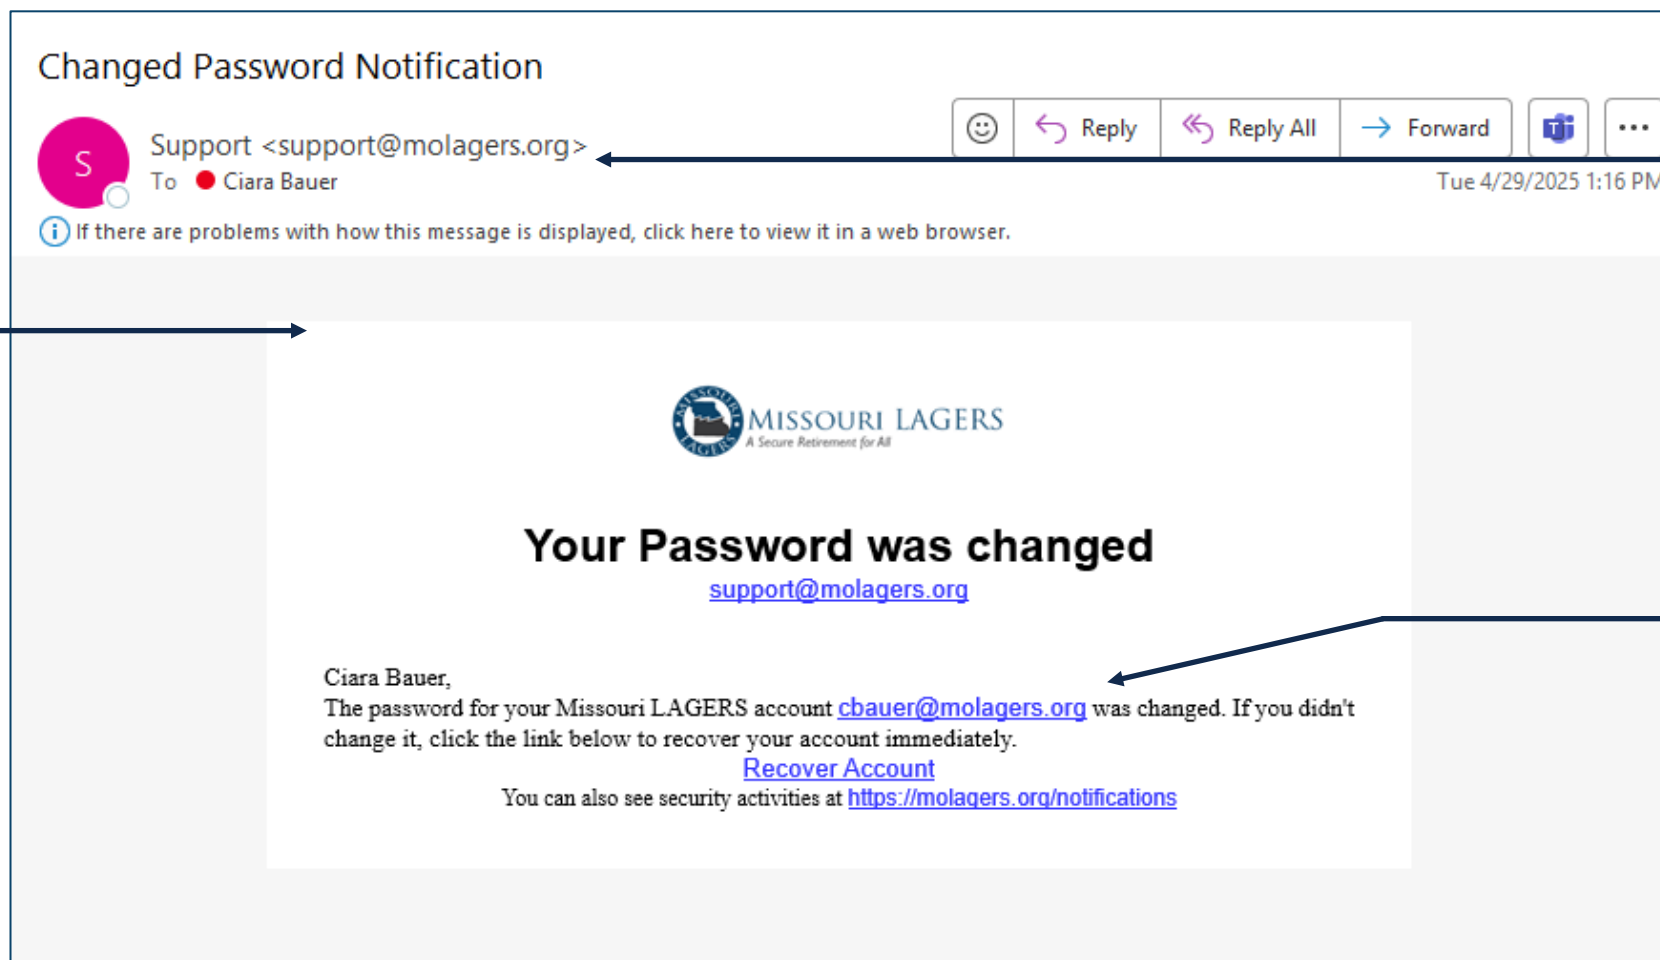 Changed Password Notification
S
Support <support@molagers.org>
Reply
Reply All
Forward
To Ciara Bauer
Tue 4/29/2025 1:16 PM
If there are problems with how this message is displayed, click here to view it in a web browser.
MISSOURI LAGERS
MISSOURI LAGERS
A Secure Retirement for All
Your Password was changed
support@molagers.org
Ciara Bauer,
The password for your Missouri LAGERS account cbauer@molagers.org was changed. If you didn't
change it, click the link below to recover your account immediately.
Recover Account
You can also see security activities at https://molagers.org/notifications